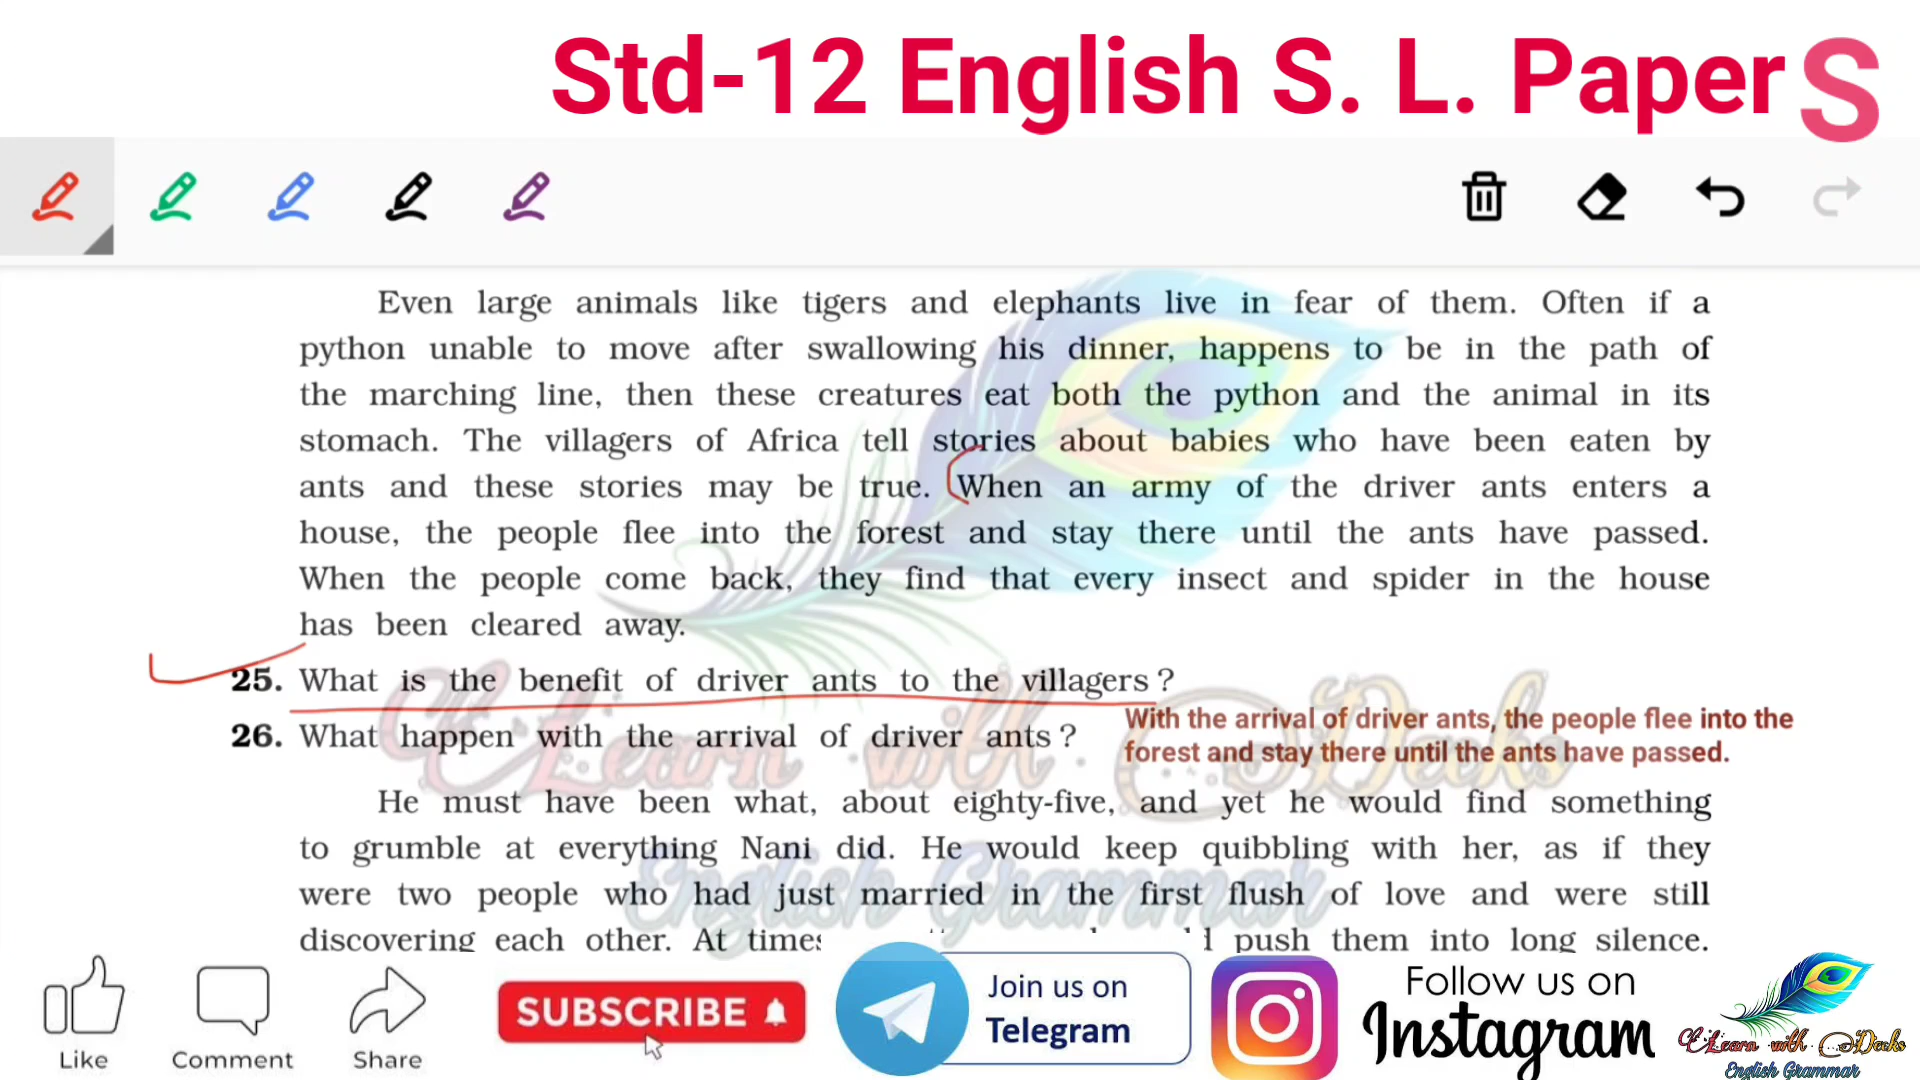 Std-12 English S. L. Paper S
Even large animals like tigers and elephants live in fear of them. Often if a
python unable to move after swallowing his dinner, happens to be in the path of
the marching line, then these creatures eat both the python and the animal in its
stomach. The villagers of Africa tell stories about babies who have been eaten by
ants and these stories may be true. When an army of the driver ants enters a
house, the people flee into the forest and stay there until the ants have passed.
When the people come back, they find that every insect and spider in the house
has been cleared away.
25. What is the benefit of driver ants to the villagers?
26. What happen with the arrival of driver ants?
With the arrival of driver ants, the people flee into the
forest and stay there until the ants have passed.
He must have been what, about eighty-five, and yet he would find something
to grumble at everything Nani did. He would keep quibbling with her, as if they
were two people who had just married in the first flush of love and were still
discovering each other. At times push them into long silence.
Learn with Decks
English Grammar
Like
Comment
Share
SUBSCRIBE
Join us on
Telegram
Follow us on
Instagram
Learn with Decks
English Grammar